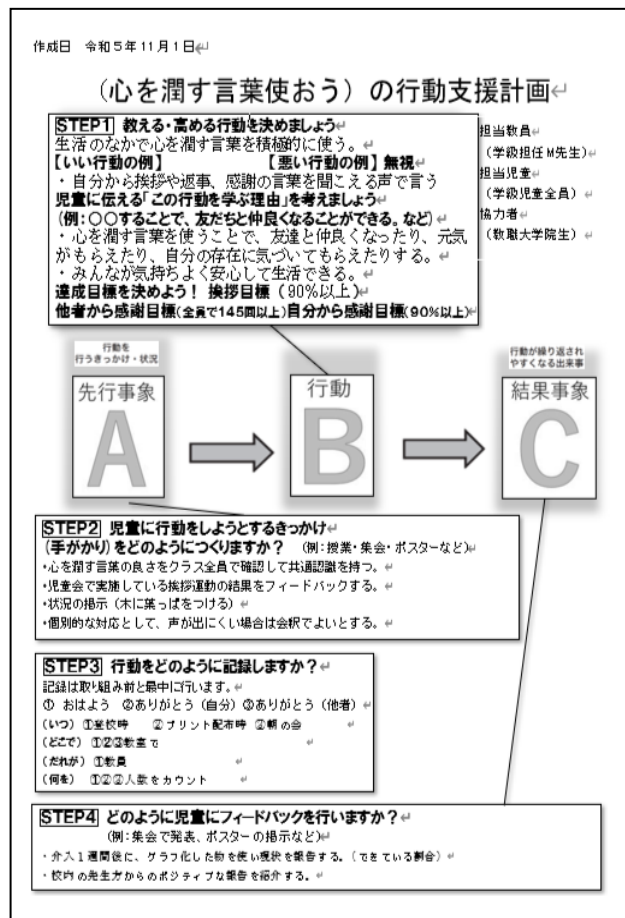 作成日 令和5年11月1日↵
(心を潤す言葉使おう)の行動支援計画↵
STEP1 教える・高める行動を決めましょう↵
生活のなかで心を潤す言葉を積極的に使う。↵
【いい行動の例】 【悪い行動の例】無視↵
・自分から挨拶や返事、感謝の言葉を聞こえる声で言う
児童に伝える「この行動を学ぶ理由」を考えましょう↵
(例:○○することで、友だちと仲良くなることができる。など)↵
・心を潤す言葉を使うことで、友達と仲良くなったり、元気
がもらえたり、自分の存在に気づいてもらえたりする。↵
・みんなが気持ちよく安心して生活できる。↵
達成目標を決めよう! 挨拶目標(90%以上)↵
他者から感謝目標(全員で145回以上)自分から感謝目標(90%以上)↵
担当教員↵
(学級担任M先生)↵
担当児童↵
(学級児童全員)↵
協力者↵
(教職大学院生)↵
行動を
行うきっかけ・状況
先行事象
A
行動
B
行動が繰り返され
やすくなる出来事
結果事象
C
STEP2 児童に行動をしようとするきっかけ↵
(手がかり)をどのようにつくりますか? (例:授業・集会・ポスターなど)↵
・心を潤す言葉の良さをクラス全員で確認して共通認識を持つ。↵
・児童会で実施している挨拶運動の結果をフィードバックする。↵
・状況の掲示(木に葉っぱをつける)↵
・個別的な対応として、声が出にくい場合は会釈でよいとする。↵
STEP3 行動をどのように記録しますか?↵
記録は取り組み前と最中に行います。↵
① おはよう ②ありがとう(自分)③ありがとう(他者)↵
(いつ) ①登校時 ②プリント配布時 ③朝の会 ↵
(どこで) ①②③教室で ↵
(だれが) ①教員 ↵
(何を) ①②③人数をカウント ↵
STEP4 どのように児童にフィードバックを行いますか?↵
(例:集会で発表、ポスターの掲示など)↵
・介入1週間後に、グラフ化した物を使い現状を報告する。(できている割合)↵
・校内の発生方からのポジティブな報告を紹介する。↵